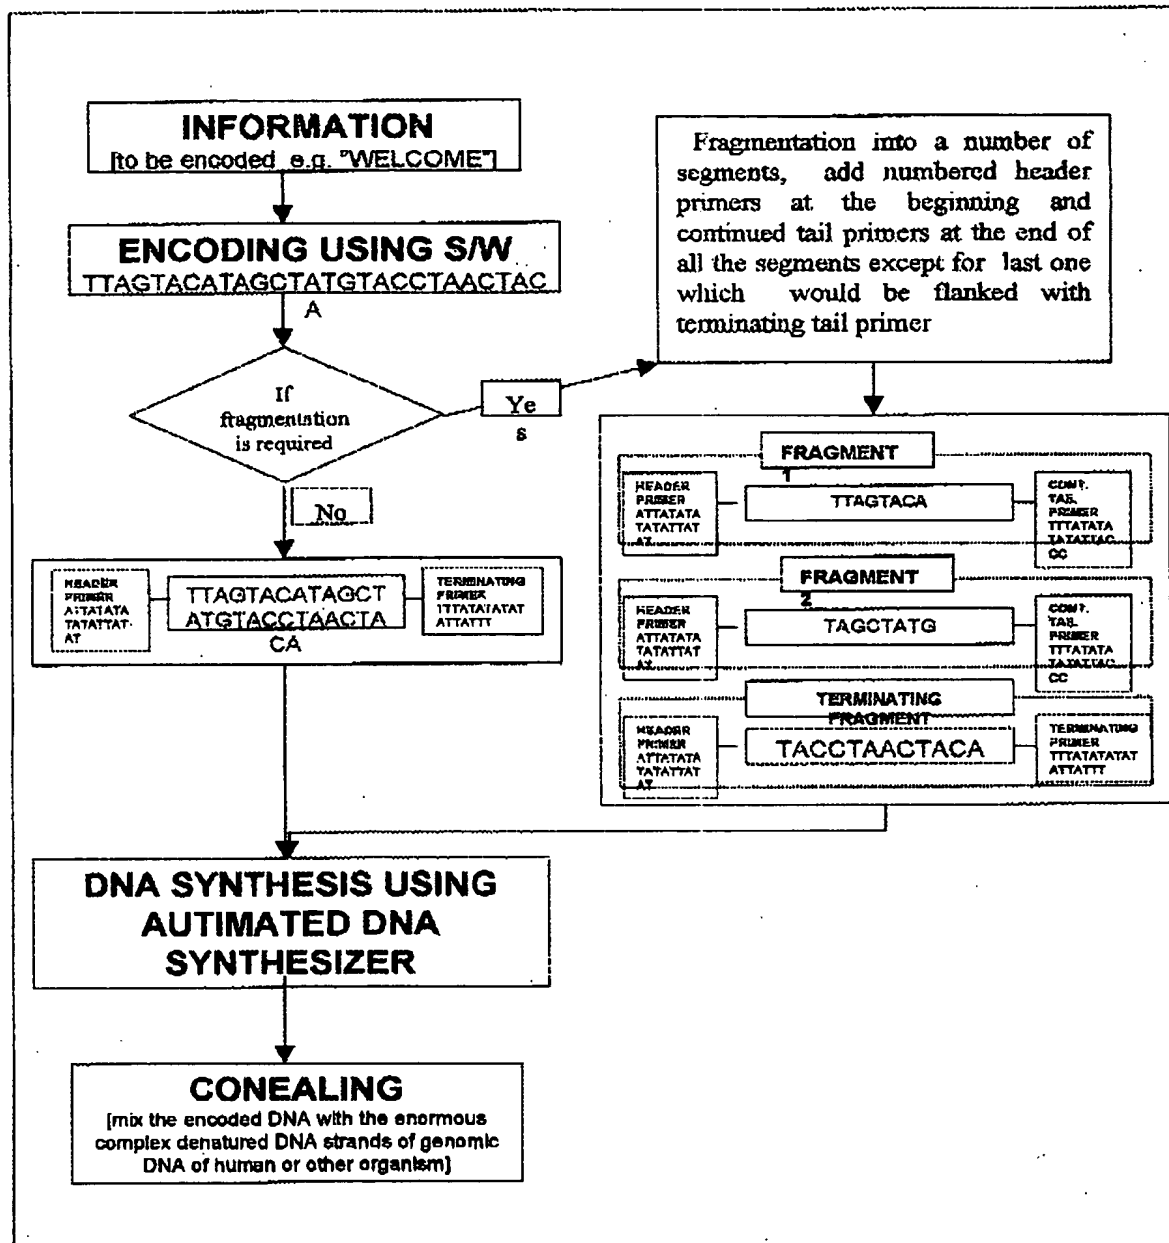 INFORMATION
[to be encoded e.g. "WELCOME"]
ENCODING USING S/W
TTAGTACATAGCTATGTACCTAACTAC
A
If
fragmentation
is required
Ye
s
No
Fragmentation into a number of
segments, add numbered header
primers at the beginning and
continued tail primers at the end of
all the segments except for last one
which would be flanked with
terminating tail primer
HEADER
PRIMER
ATTATATA
TATATTAT
AT
TTAGTACATAGCT
ATGTACCTAACTA
CA
TERMINATING
PRIMER
TTTATATATAT
ATTATTT
FRAGMENT
1
HEADER
PRIMER
ATTATATA
TATATTAT
AT
TTAGTACA
CONT.
TAIL
PRIMER
TTTATATA
TATATTAC
CC
FRAGMENT
2
HEADER
PRIMER
ATTATATA
TATATTAT
AT
TAGCTATG
CONT.
TAIL
PRIMER
TTTATATA
TATATTAC
CC
TERMINATING
FRAGMENT
HEADER
PRIMER
ATTATATA
TATATTAT
AT
TACCTAACTACA
TERMINATING
PRIMER
TTTATATATAT
ATTATTT
DNA SYNTHESIS USING
AUTIMATED DNA
SYNTHESIZER
CONEALING
[mix the encoded DNA with the enormous
complex denatured DNA strands of genomic
DNA of human or other organism]